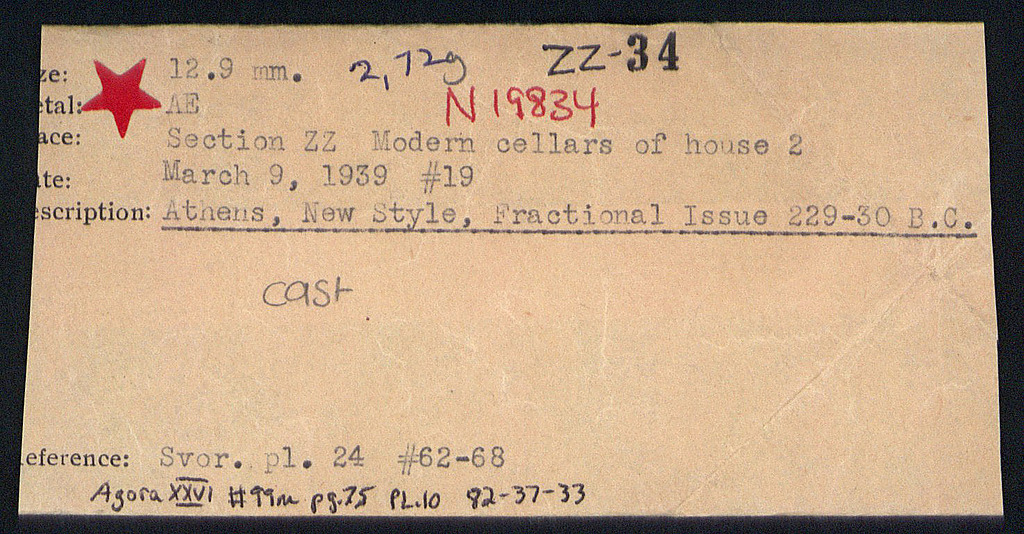 ze: 12.9 mm. 2,72g ZZ-34
etal: AE N 19834
ace: Section ZZ Modern cellars of house 2
ate: March 9, 1939 #19
escription: Athens, New Style, Fractional Issue 229-30 B.C.
cast
eference: Svor. pl. 24 #62-68
Agora XXVI #99m pg.75 PL.10 82-37-33